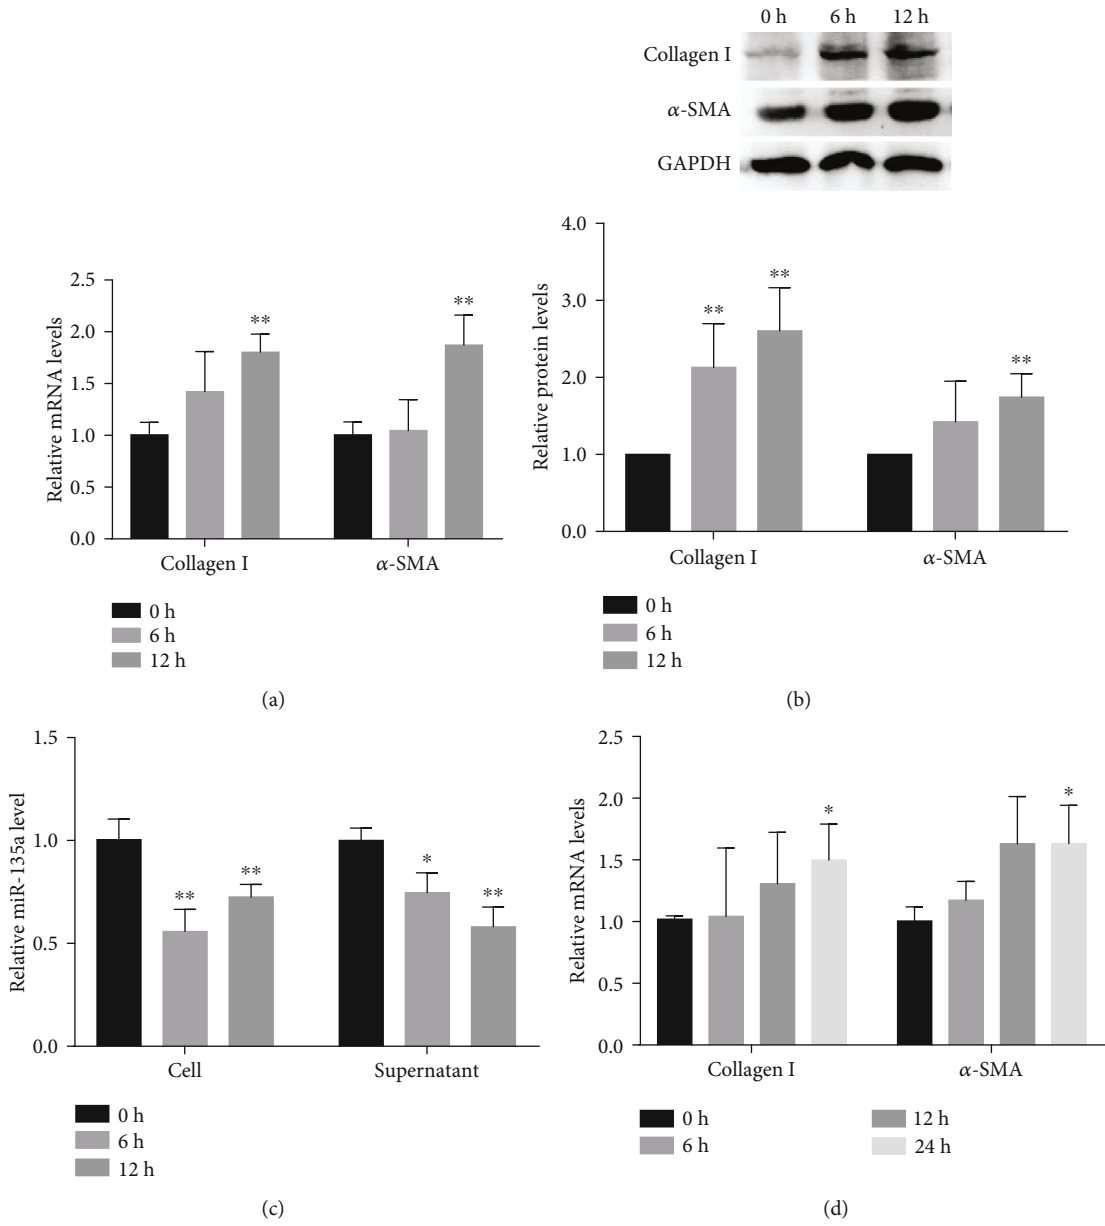 0 h 6 h 12 h
Collagen I
α-SMA
GAPDH
Relative mRNA levels
2.5
2.0
1.5
1.0
0.5
0.0
** **
Collagen I α-SMA
0 h
6 h
12 h
(a)
Relative protein levels
4.0
3.0
2.0
1.0
0.0
** ** **
Collagen I α-SMA
0 h
6 h
12 h
(b)
Relative miR-135a level
1.5
1.0
0.5
0.0
** ** * **
Cell Supernatant
0 h
6 h
12 h
(c)
Relative mRNA levels
2.5
2.0
1.5
1.0
0.5
0.0
* *
Collagen I α-SMA
0 h 12 h
6 h 24 h
(d)